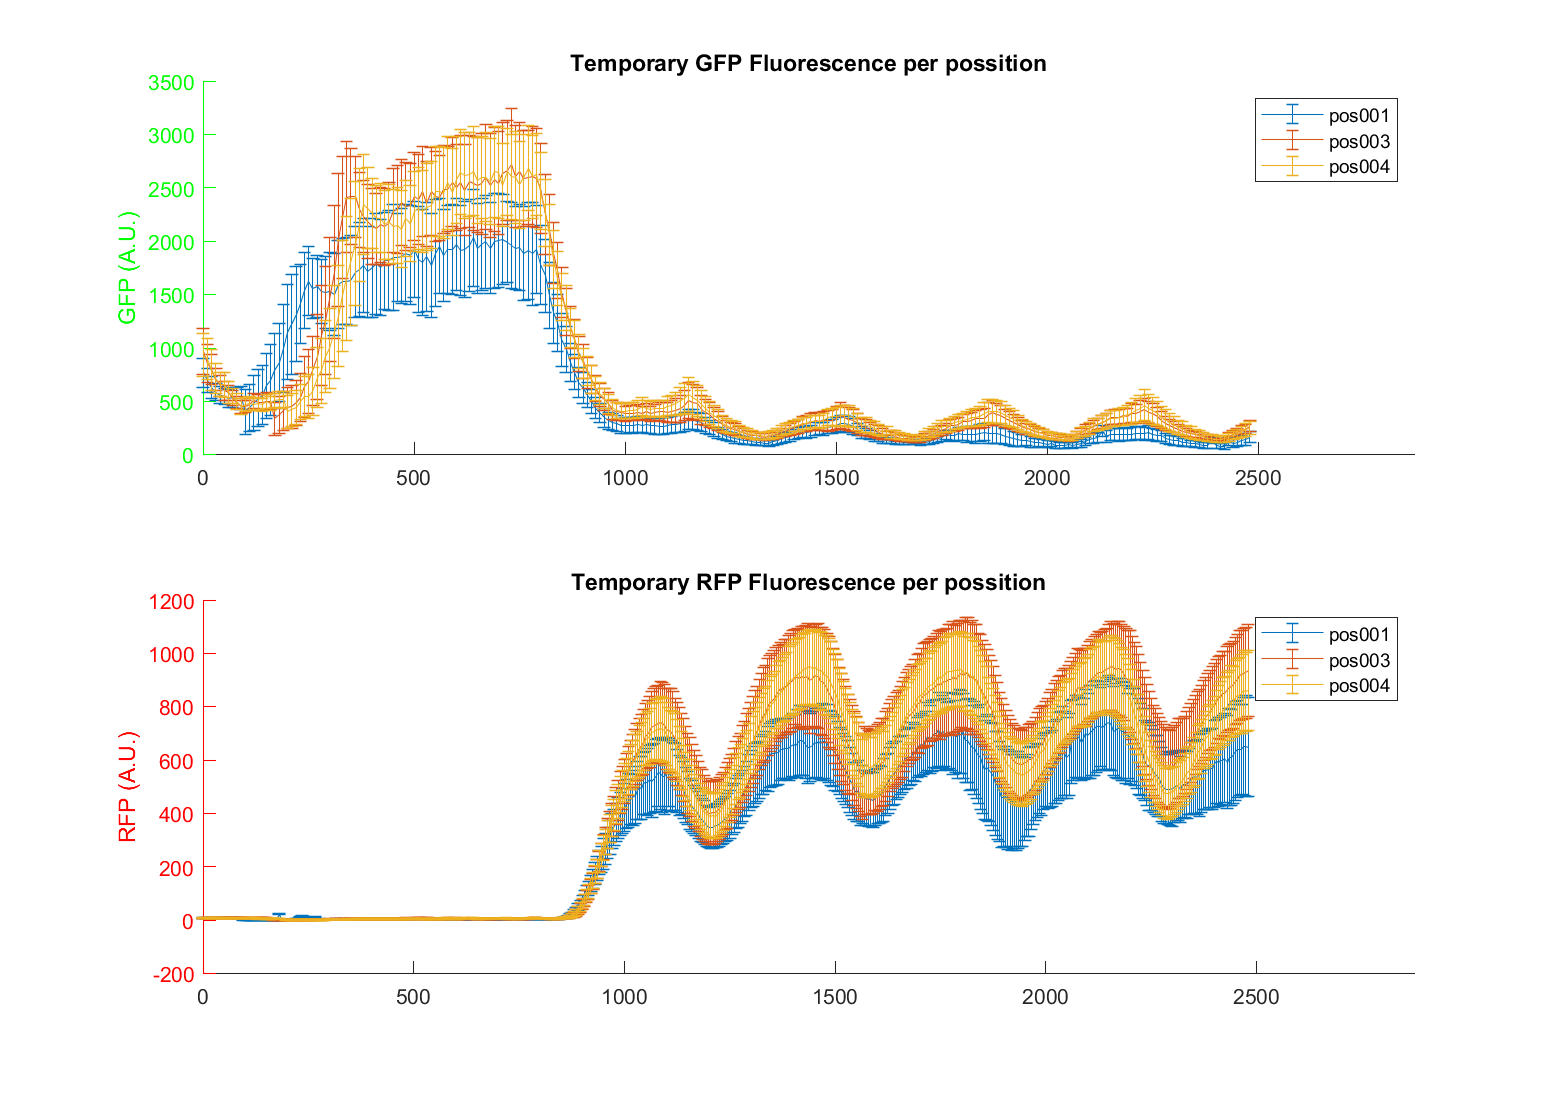 Temporary GFP Fluorescence per possition
3500
3000
2500
2000
1500
1000
500
0
GFP (A.U.)
0 500 1000 1500 2000 2500
pos001
pos003
pos004
Temporary RFP Fluorescence per possition
1200
1000
800
600
400
200
0
-200
RFP (A.U.)
0 500 1000 1500 2000 2500
pos001
pos003
pos004